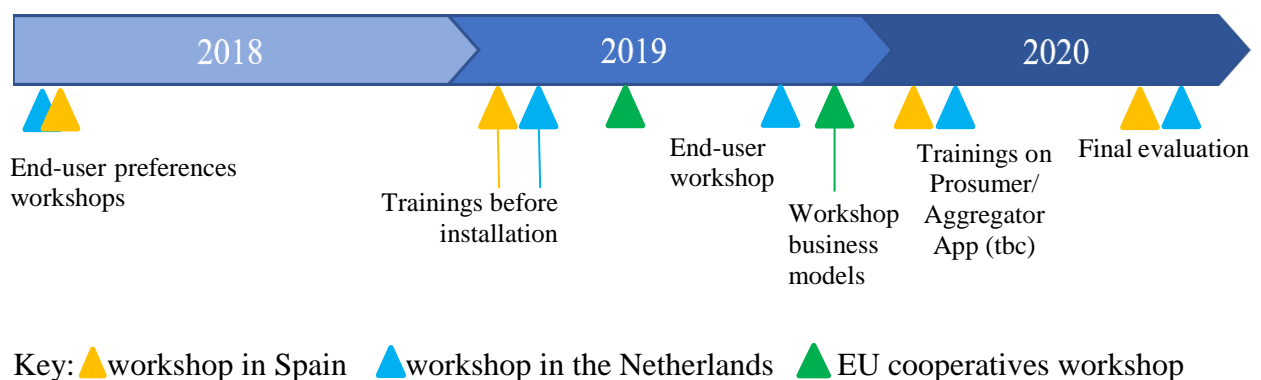 2018
2019
2020
End-user preferences
workshops
Trainings before
installation
End-user
workshop
Workshop
business
models
Trainings on
Prosumer/
Aggregator
App (tbc)
Final evaluation
Key: workshop in Spain workshop in the Netherlands EU cooperatives workshop